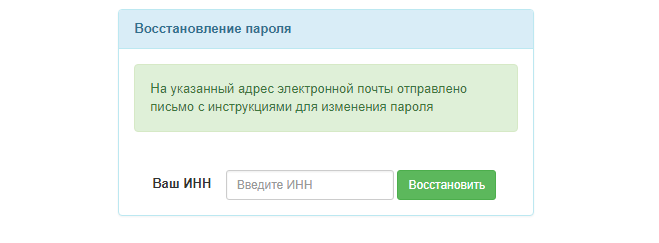 Восстановление пароля
На указанный адрес электронной почты отправлено
письмо с инструкциями для изменения пароля
Ваш ИНН Введите ИНН Восстановить